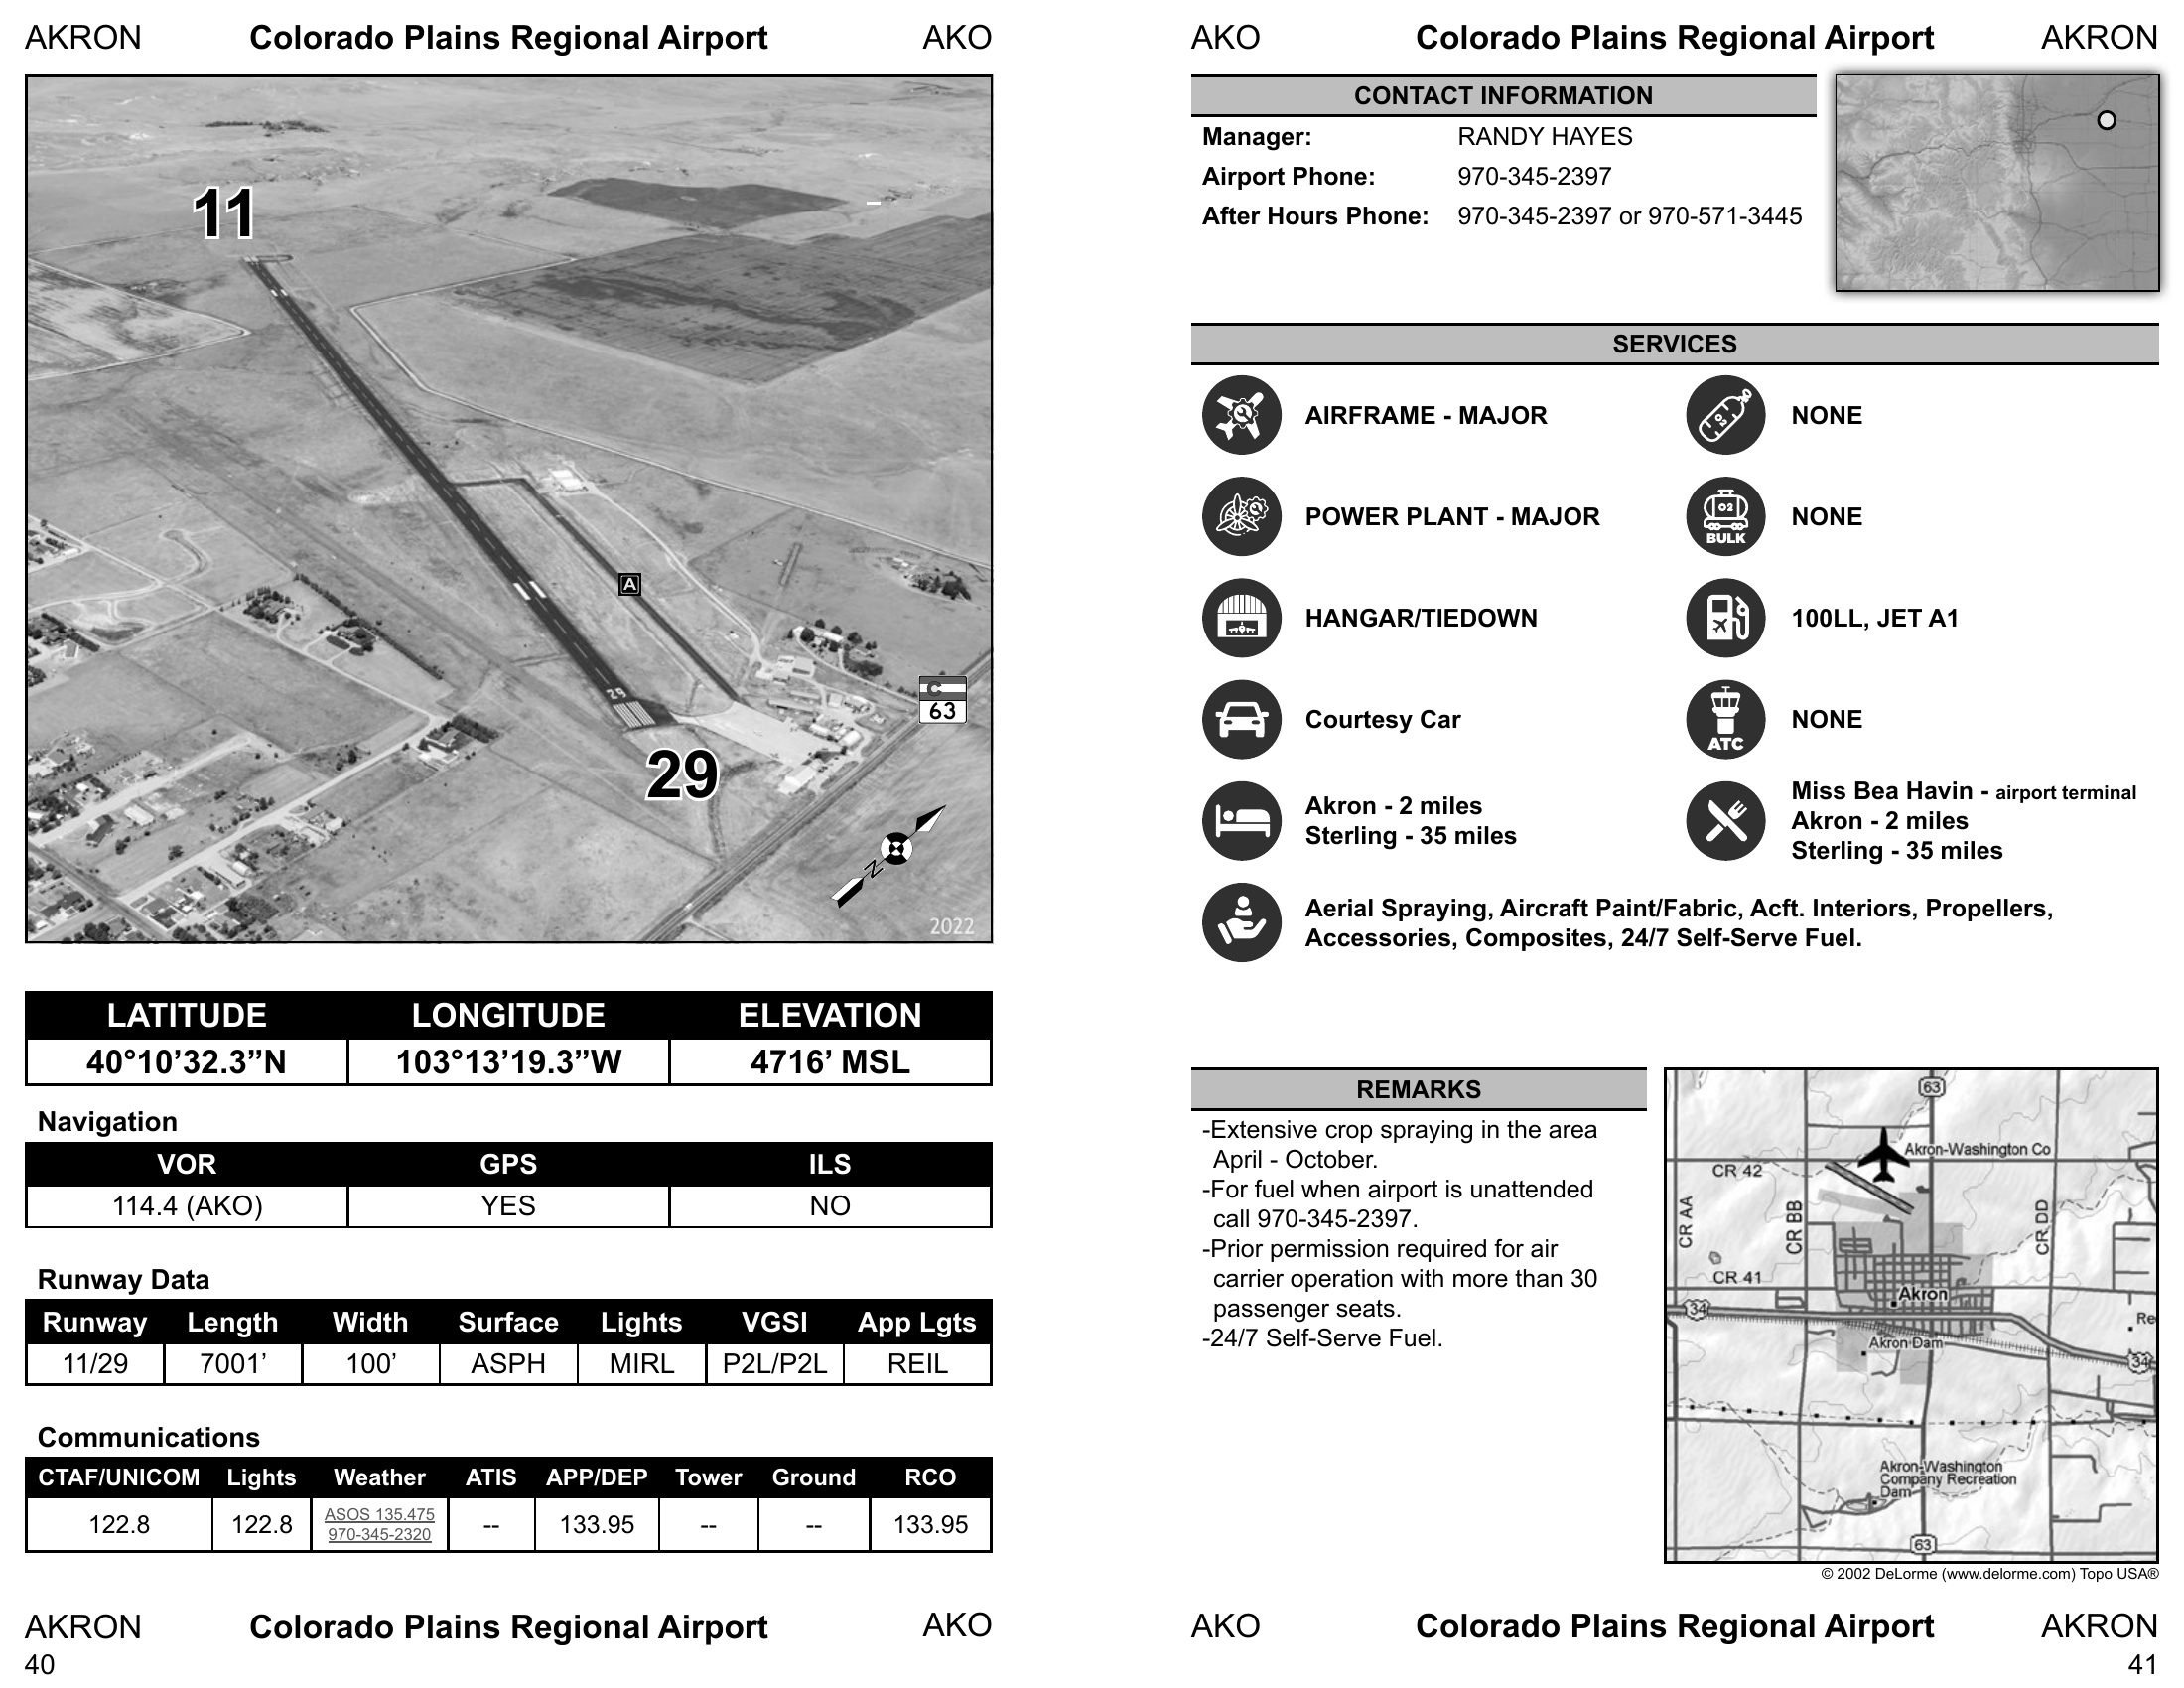 AKRON Colorado Plains Regional Airport AKO
11
A
C
63
29
29
N
2022
LATITUDE LONGITUDE ELEVATION
40°10’32.3”N 103°13’19.3”W 4716’ MSL
Navigation
VOR GPS ILS
114.4 (AKO) YES NO
Runway Data
Runway Length Width Surface Lights VGSI App Lgts
11/29 7001’ 100’ ASPH MIRL P2L/P2L REIL
Communications
CTAF/UNICOM Lights Weather ATIS APP/DEP Tower Ground RCO
122.8 122.8 ASOS 135.475 970-345-2320 -- 133.95 -- -- 133.95
AKRON Colorado Plains Regional Airport AKO
40
AKO Colorado Plains Regional Airport AKRON
CONTACT INFORMATION
Manager: RANDY HAYES
Airport Phone: 970-345-2397
After Hours Phone: 970-345-2397 or 970-571-3445
SERVICES
AIRFRAME - MAJOR
O2
NONE
POWER PLANT - MAJOR
O2
BULK
NONE
HANGAR/TIEDOWN
100LL, JET A1
Courtesy Car
ATC
NONE
Akron - 2 miles
Sterling - 35 miles
Miss Bea Havin - airport terminal
Akron - 2 miles
Sterling - 35 miles
Aerial Spraying, Aircraft Paint/Fabric, Acft. Interiors, Propellers,
Accessories, Composites, 24/7 Self-Serve Fuel.
REMARKS
-Extensive crop spraying in the area
April - October.
-For fuel when airport is unattended
call 970-345-2397.
-Prior permission required for air
carrier operation with more than 30
passenger seats.
-24/7 Self-Serve Fuel.
63
Akron-Washington Co
CR 42
CR AA
CR BB
CR DD
CR 41
Akron
34
Re
Akron Dam
34
Akron-Washington
Company Recreation
Dam
63
© 2002 DeLorme (www.delorme.com) Topo USA®
AKO Colorado Plains Regional Airport AKRON
41